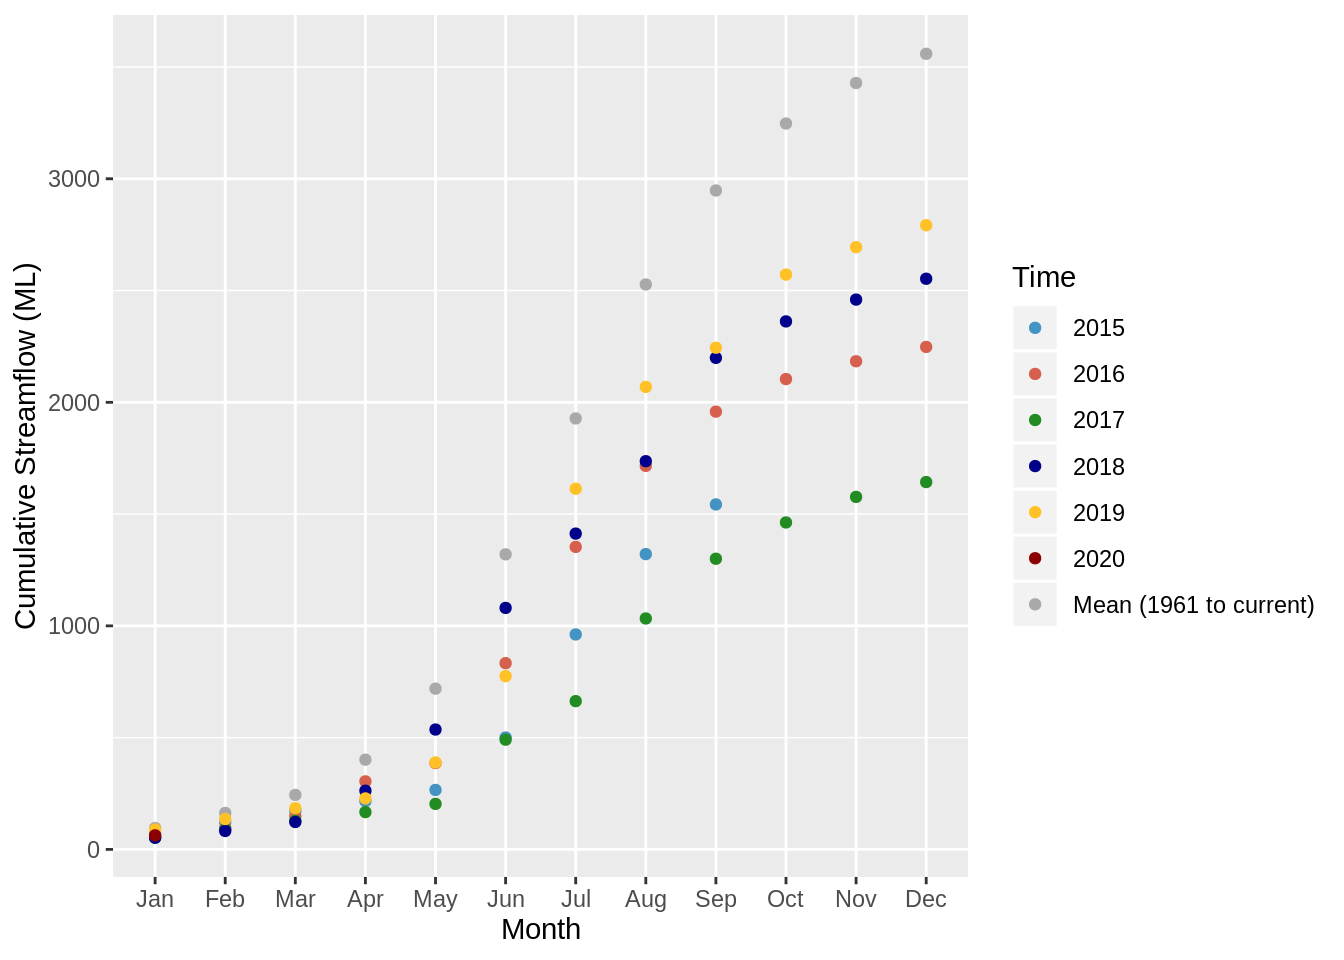 Cumulative Streamflow (ML)
3000
2000
1000
0
Jan Feb Mar Apr May Jun Jul Aug Sep Oct Nov Dec
Month
Time
2015
2016
2017
2018
2019
2020
Mean (1961 to current)